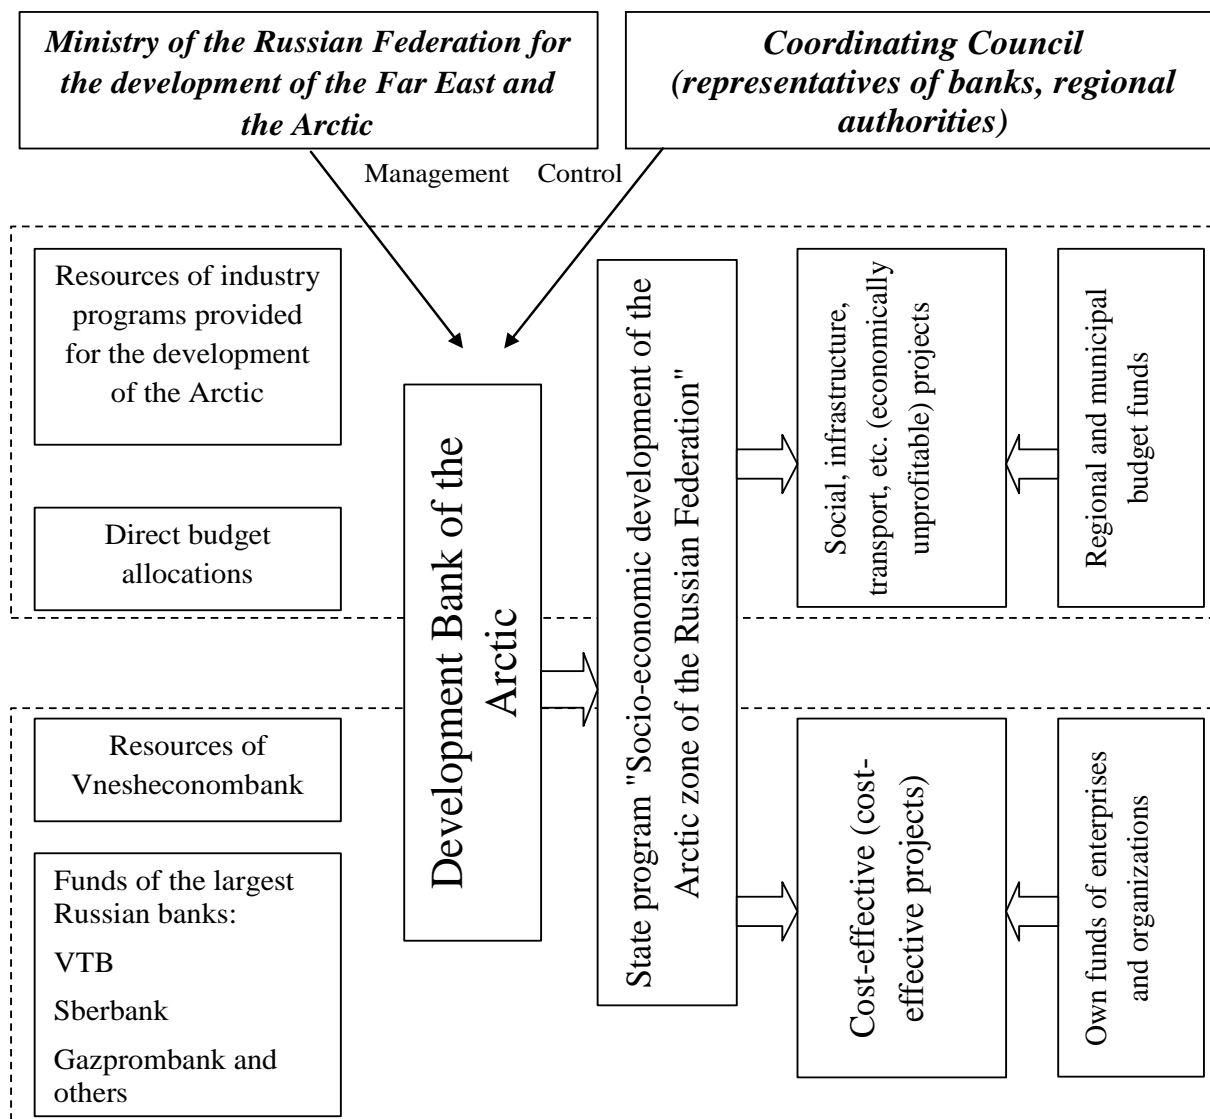 Ministry of the Russian Federation for
the development of the Far East and
the Arctic
Coordinating Council
(representatives of banks, regional
authorities)
Management
Control
Resources of industry
programs provided
for the development
of the Arctic
Direct budget
allocations
Resources of
Vnesheconombank
Funds of the largest
Russian banks:
VTB
Sberbank
Gazprombank and
others
Development Bank of the
Arctic
State program "Socio-economic development of the
Arctic zone of the Russian Federation"
Social, infrastructure,
transport, etc. (economically
unprofitable) projects
Regional and municipal
budget funds
Cost-effective (cost-
effective projects)
Own funds of enterprises
and organizations